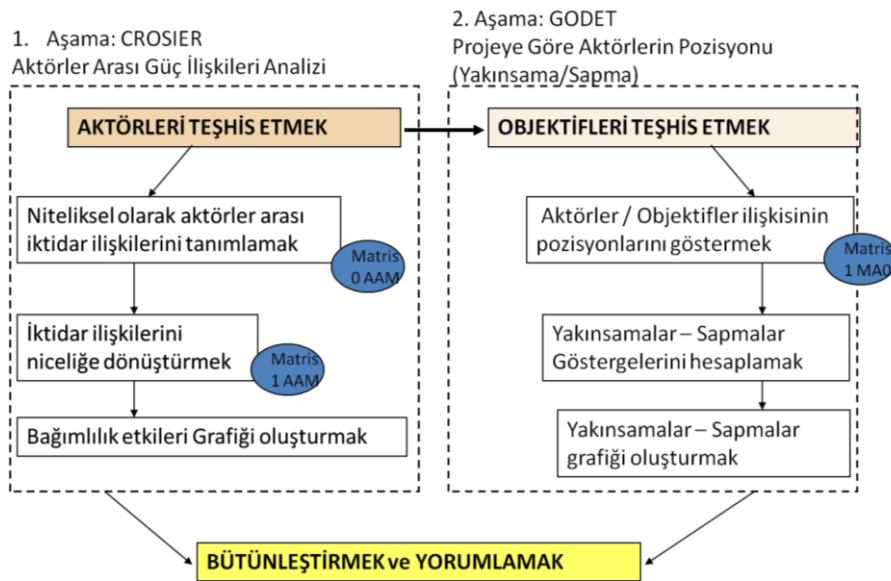 1. Aşama: CROSIER
Aktörler Arası Güç İlişkileri Analizi
AKTÖRLERİ TEŞHİS ETMEK
Niteliksel olarak aktörler arası
iktidar ilişkilerini tanımlamak
Matris
0 AAM
İktidar ilişkilerini
niceliğe dönüştürmek
Matris
1 AAM
Bağımlılık etkileri Grafiği oluşturmak
2. Aşama: GODET
Projeye Göre Aktörlerin Pozisyonu
(Yakınsama/Sapma)
OBJEKTİFLERİ TEŞHİS ETMEK
Aktörler / Objektifler ilişkisinin
pozisyonlarını göstermek
Matris
1 MA0
Yakınsamalar – Sapmalar
Göstergelerini hesaplamak
Yakınsamalar – Sapmalar
grafiği oluşturmak
BÜTÜNLEŞTİRMEK ve YORUMLAMAK